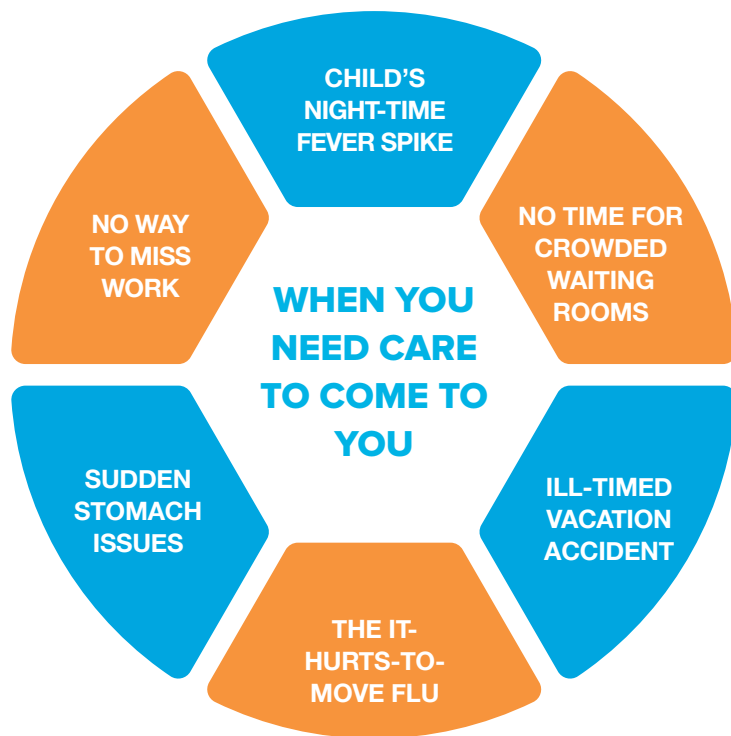 CHILD’S
NIGHT-TIME
FEVER SPIKE
NO TIME FOR
CROWDED
WAITING
ROOMS
ILL-TIMED
VACATION
ACCIDENT
THE IT-
HURTS-TO-
MOVE FLU
SUDDEN
STOMACH
ISSUES
NO WAY
TO MISS
WORK
WHEN YOU
NEED CARE
TO COME TO
YOU